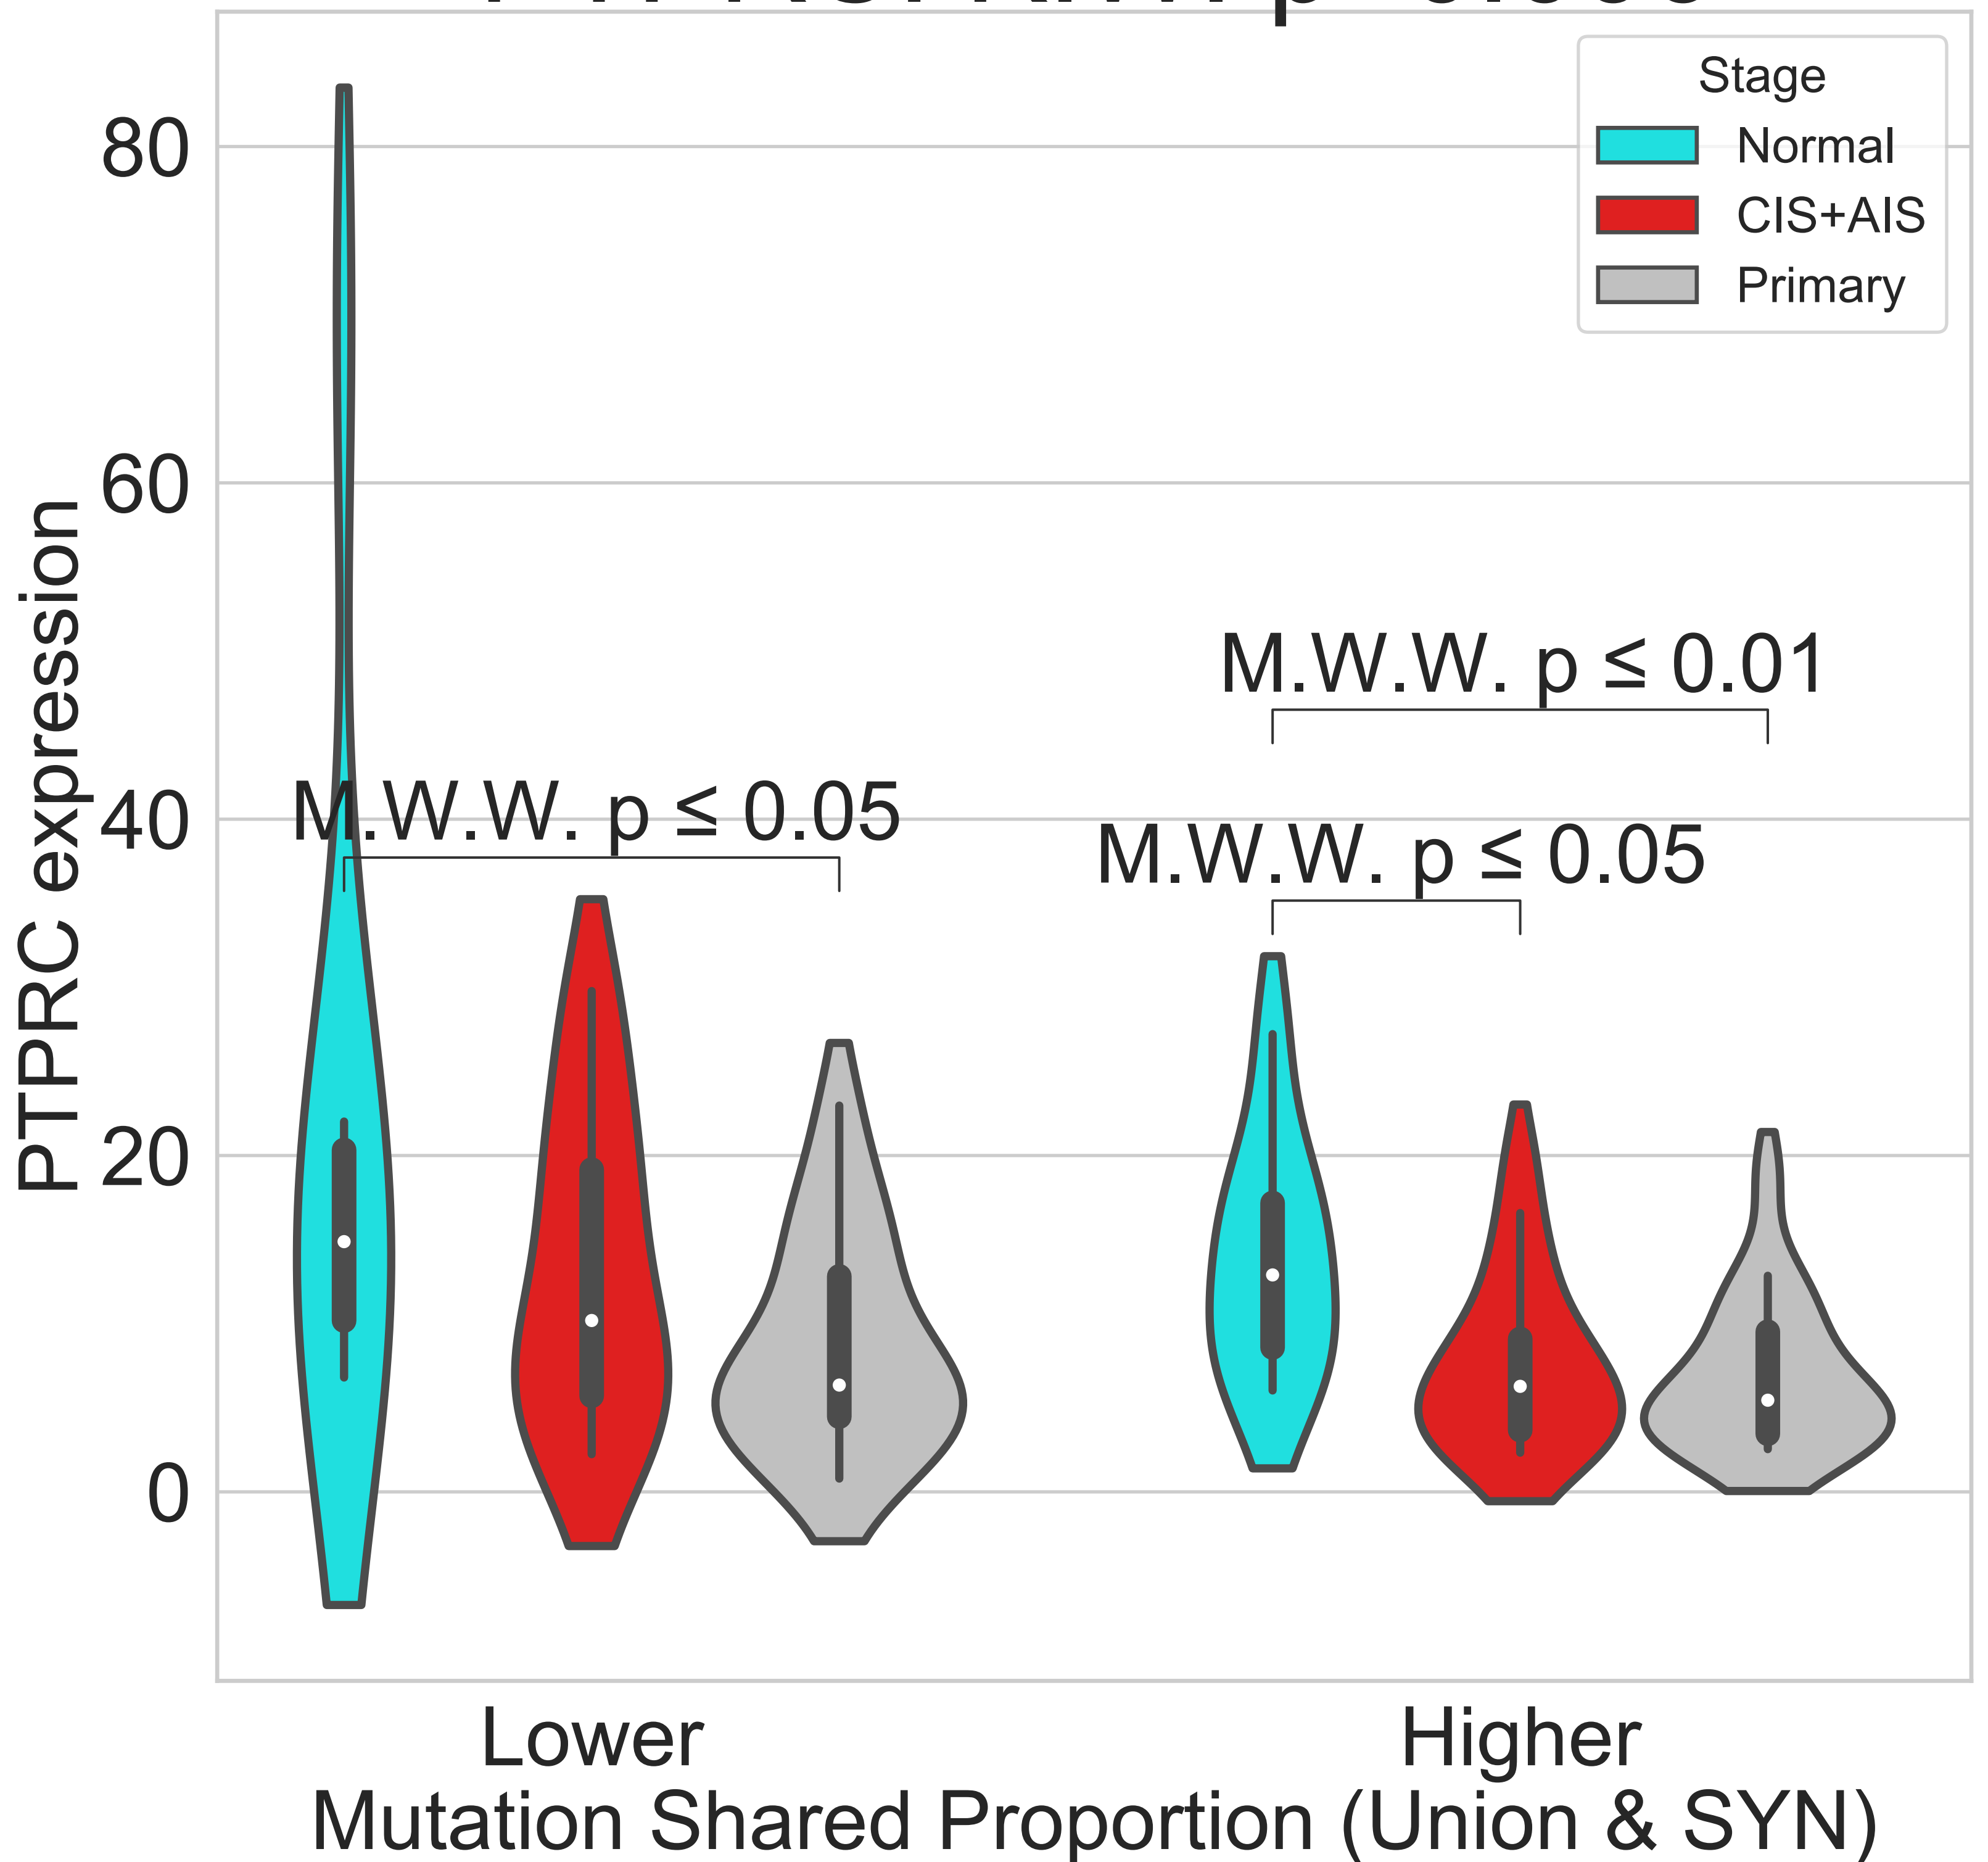 Stage
Normal
CIS+AIS
Primary
80
60
40
20
0
PTPRC expression
M.W.W. p ≤ 0.01
M.W.W. p ≤ 0.05
M.W.W. p ≤ 0.05
Lower
Higher
Mutation Shared Proportion (Union & SYN)